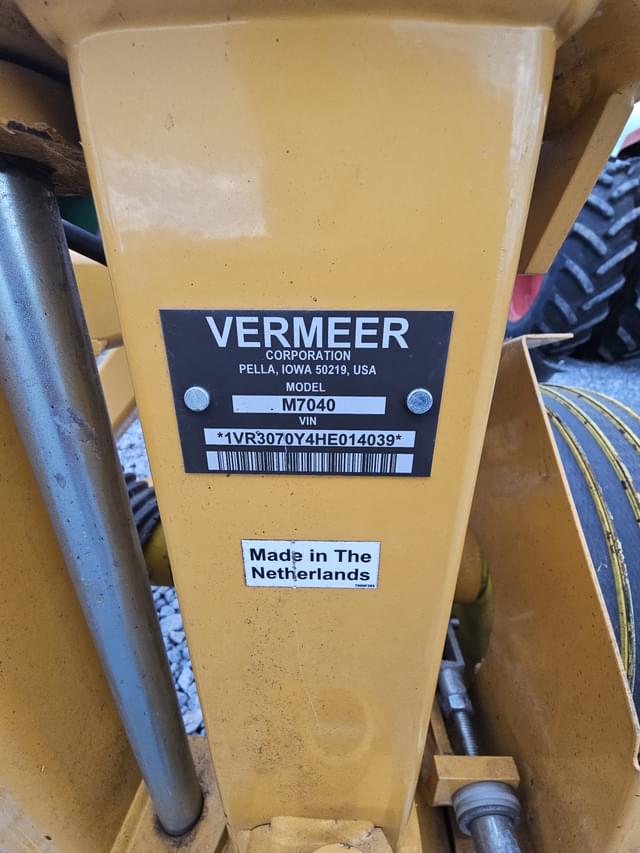 VERMEER
CORPORATION
PELLA, IOWA 50219, USA
MODEL
M7040
VIN
*1VR3070Y4HE014039*
Made in The
Netherlands